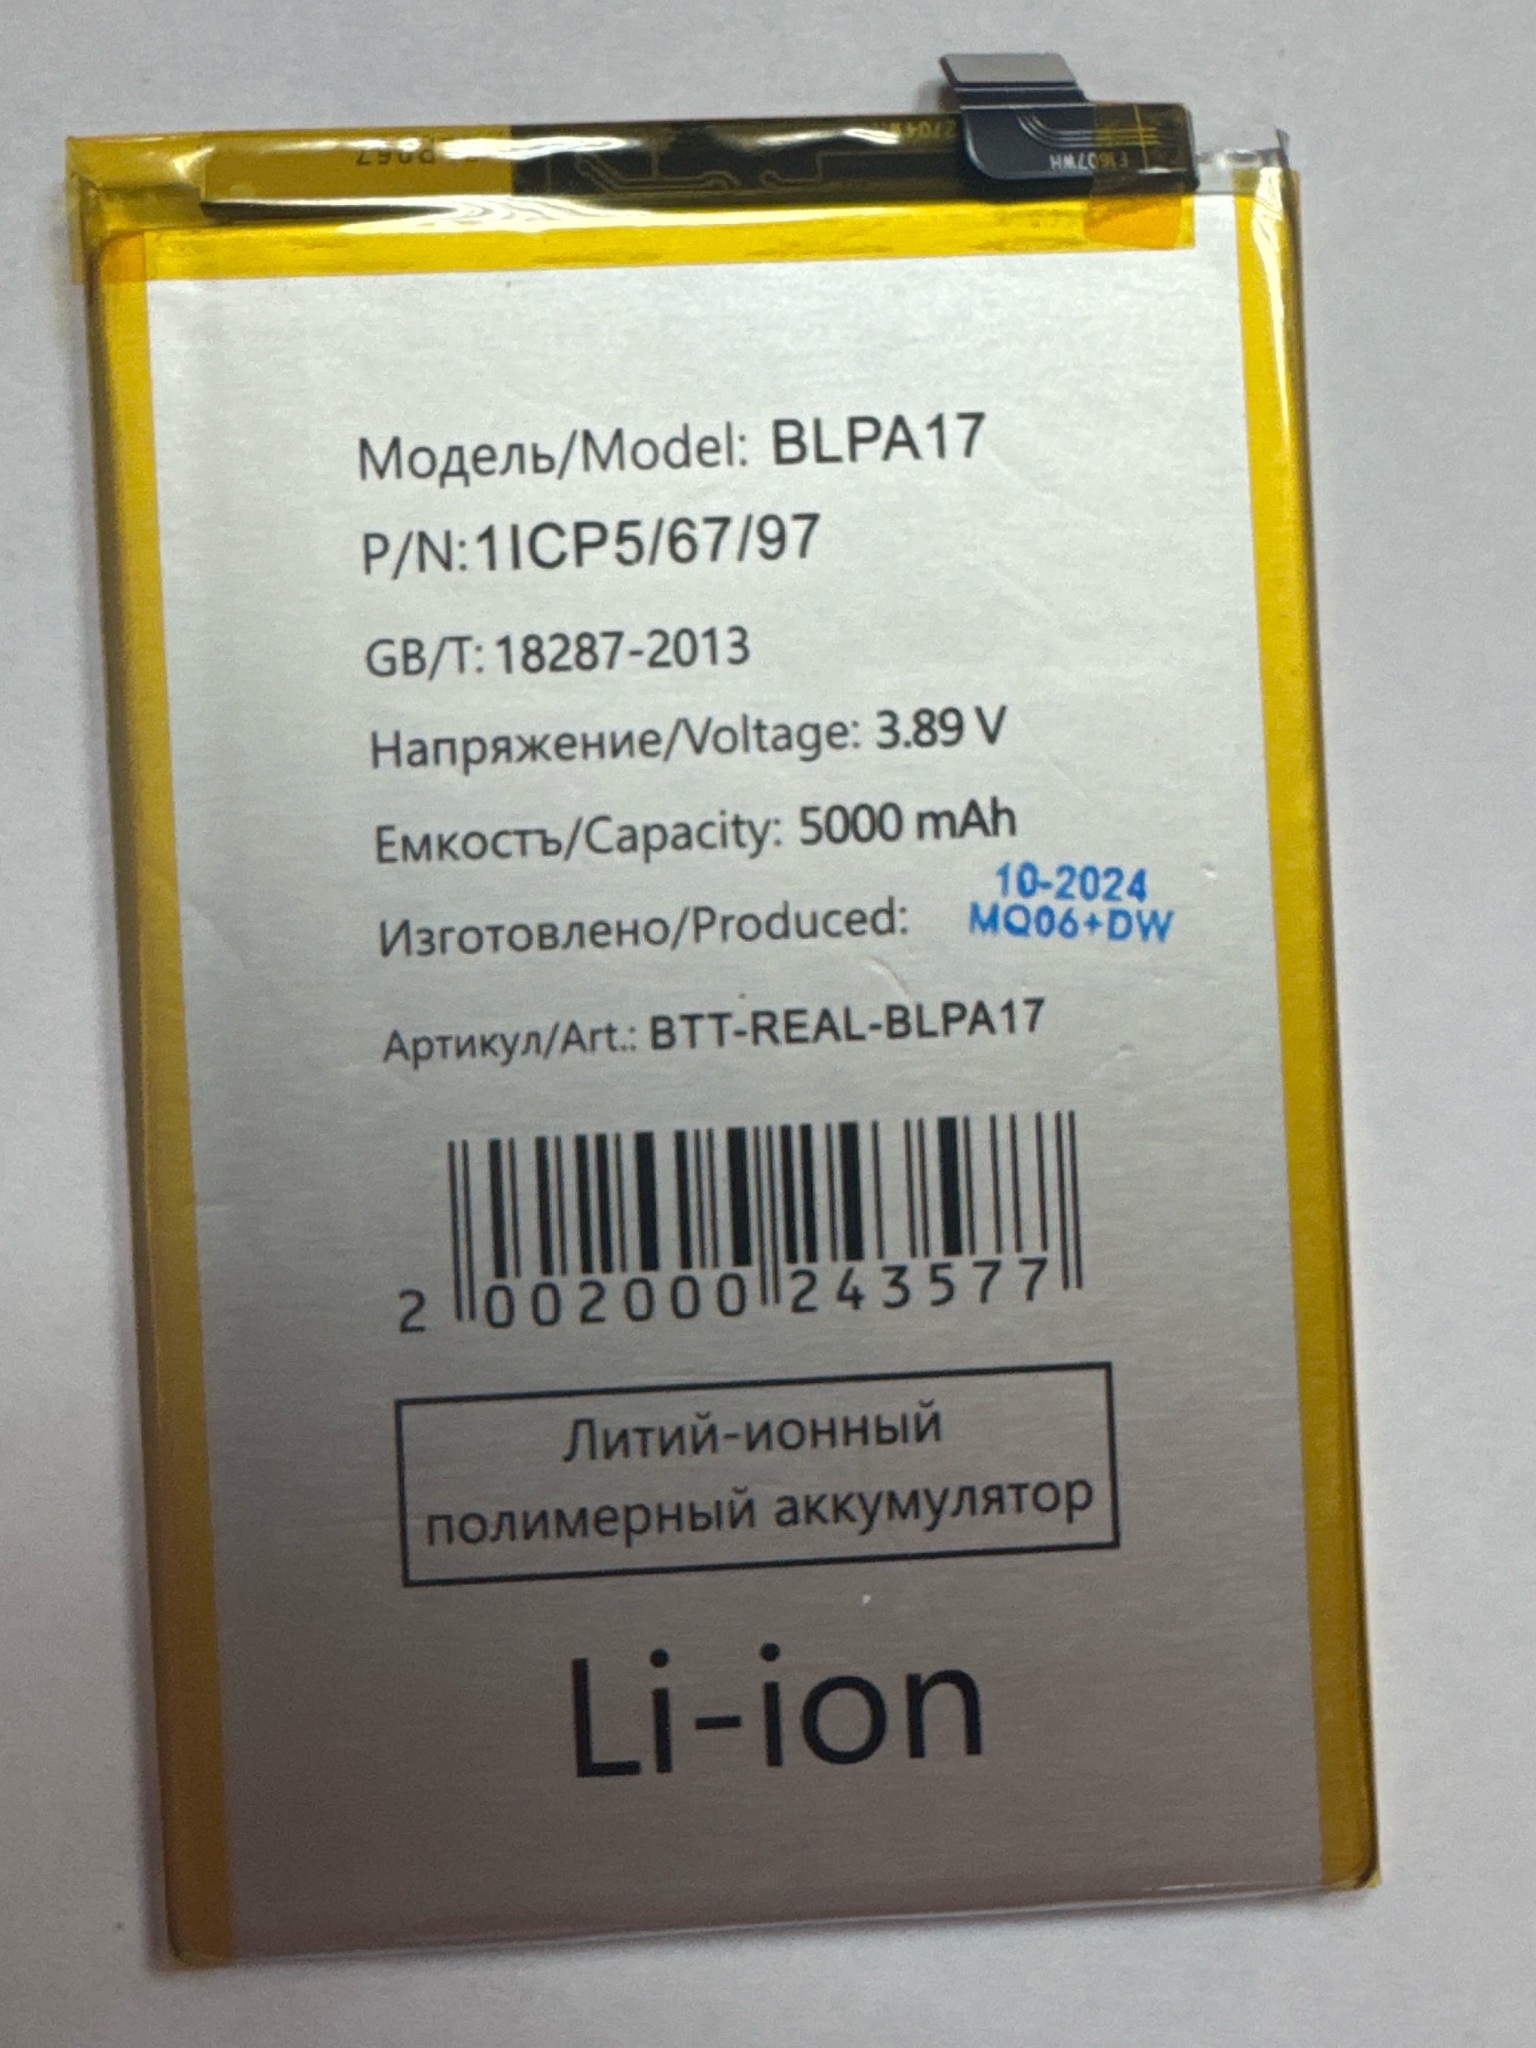 E1607WH
Модель/Model: BLPA17
P/N:1ICP5/67/97
GB/T: 18287-2013
Напряжение/Voltage: 3.89 V
Емкостъ/Capacity: 5000 mAh
10-2024
Изготовлено/Produced: MQ06+DW
Артикул/Art.: BTT-REAL-BLPA17
2 002000 243577
Литий-ионный
полимерный аккумулятор
Li-ion